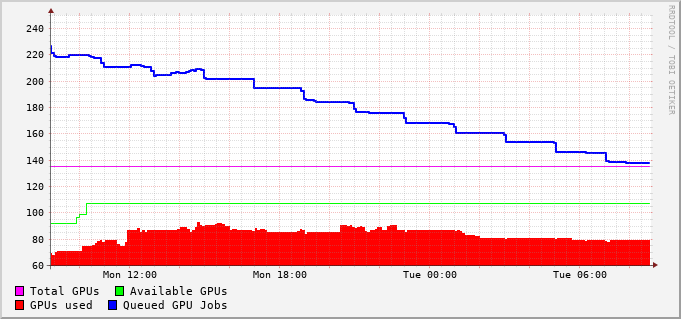 RRDTOOL / TOBI OETIKER
240
220
200
180
160
140
120
100
80
60
Mon 12:00 Mon 18:00 Tue 00:00 Tue 06:00
Total GPUs Available GPUs
GPUs used Queued GPU Jobs